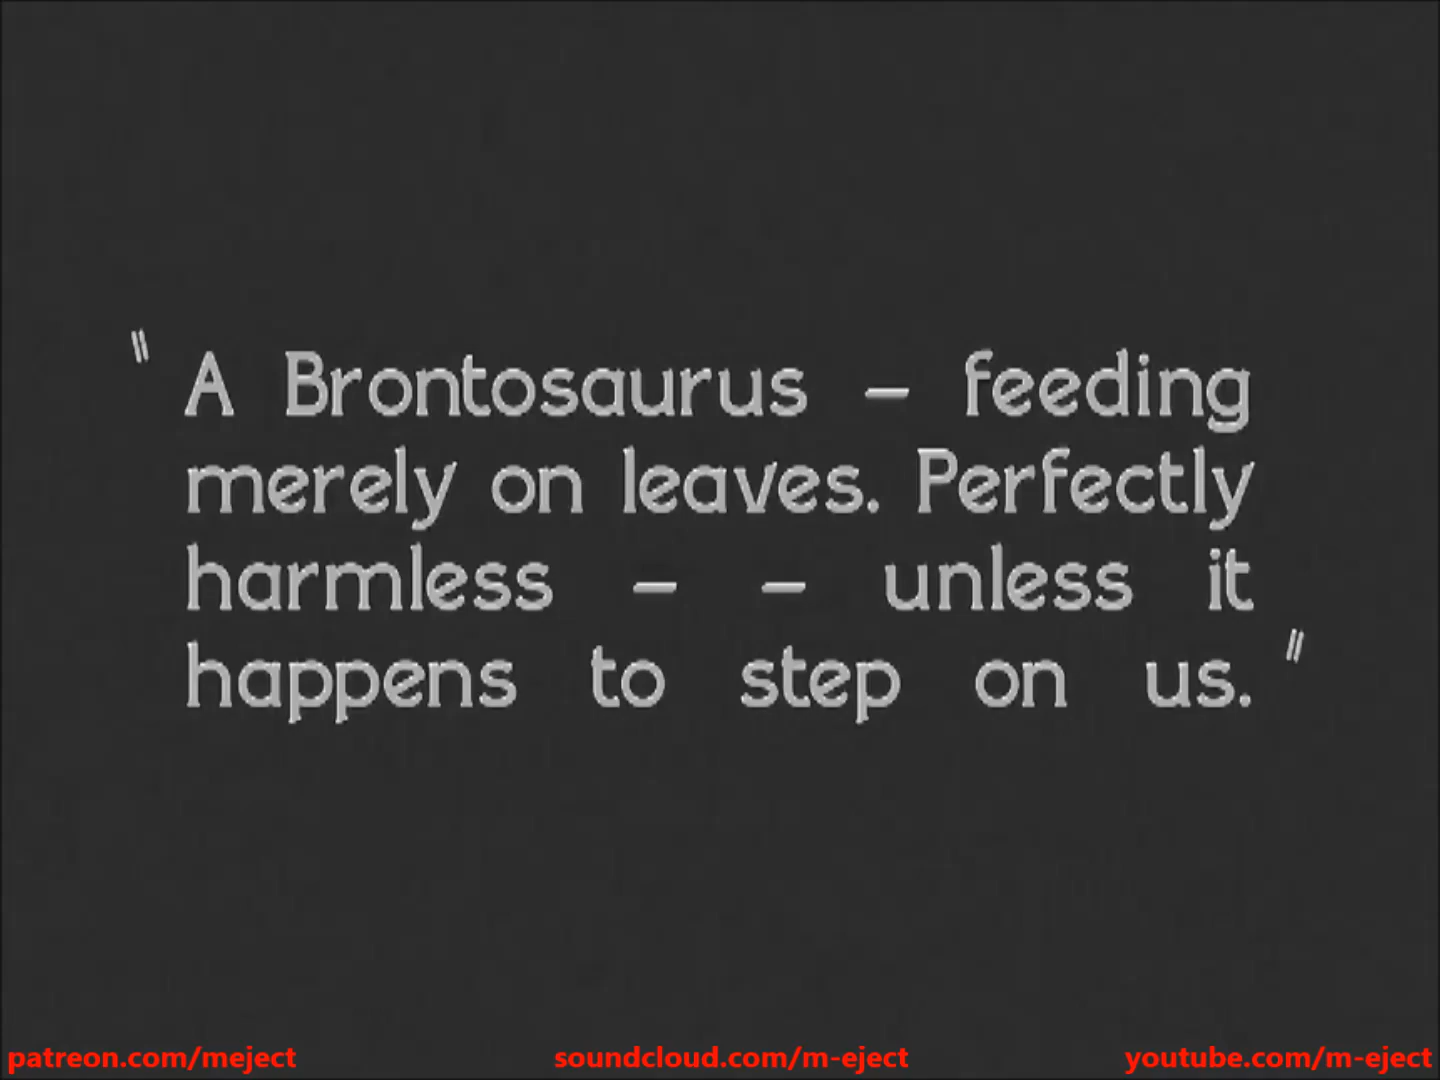 " A Brontosaurus – feeding
merely on leaves. Perfectly
harmless – – unless it
happens to step on us. "
patreon.com/meject
soundcloud.com/m-eject
youtube.com/m-eject